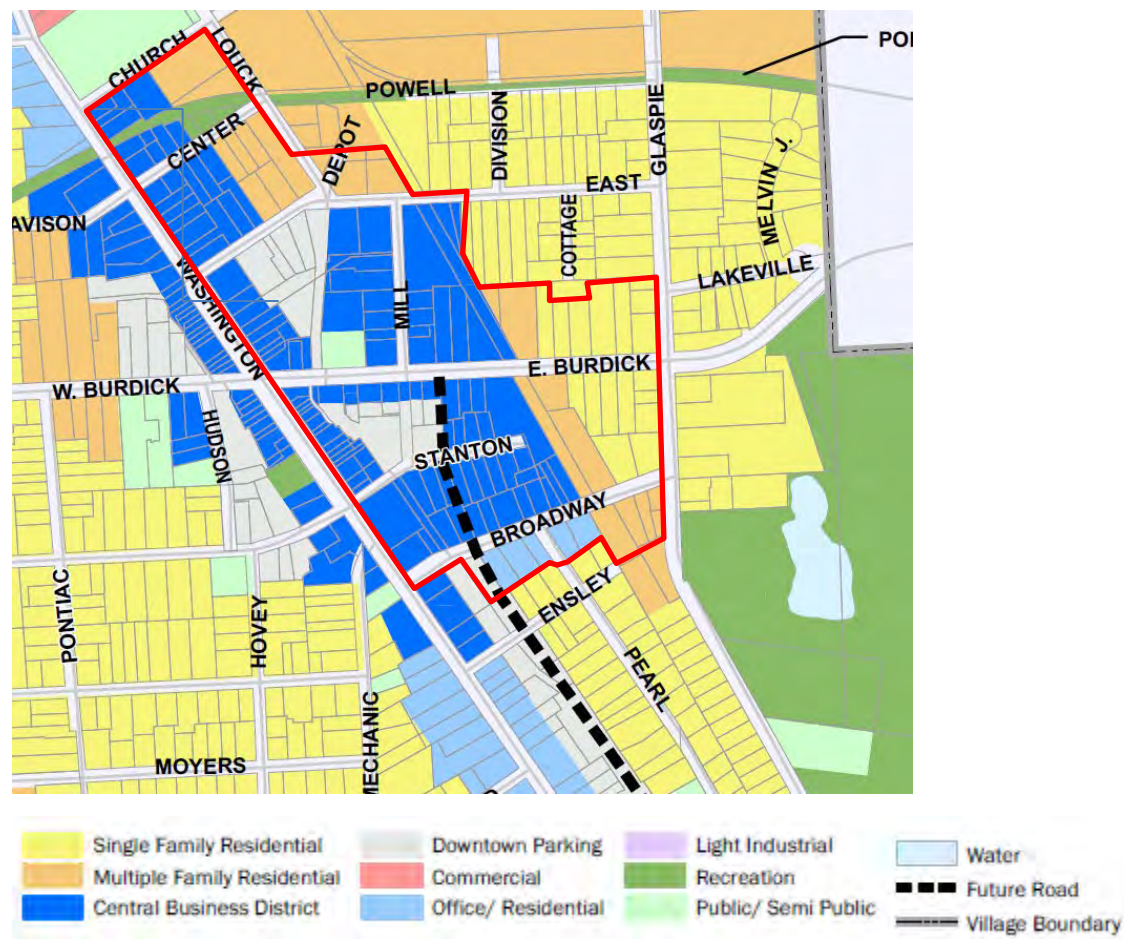 CHURCH
LOUCK
POWELL
CENTER
DEPOT
DIVISION
GLASPIE
MELVIN J.
EAST
COTTAGE
AVISON
WASHINGTON
MILL
LAKEVILLE
W. BURDICK
E. BURDICK
HUDSON
STANTON
BROADWAY
ENSLEY
PONTIAC
HOVEY
PEARL
MECHANIC
MOYERS
Single Family Residential
Multiple Family Residential
Central Business District
Downtown Parking
Commercial
Office/ Residential
Light Industrial
Recreation
Public/ Semi Public
Water
Future Road
Village Boundary